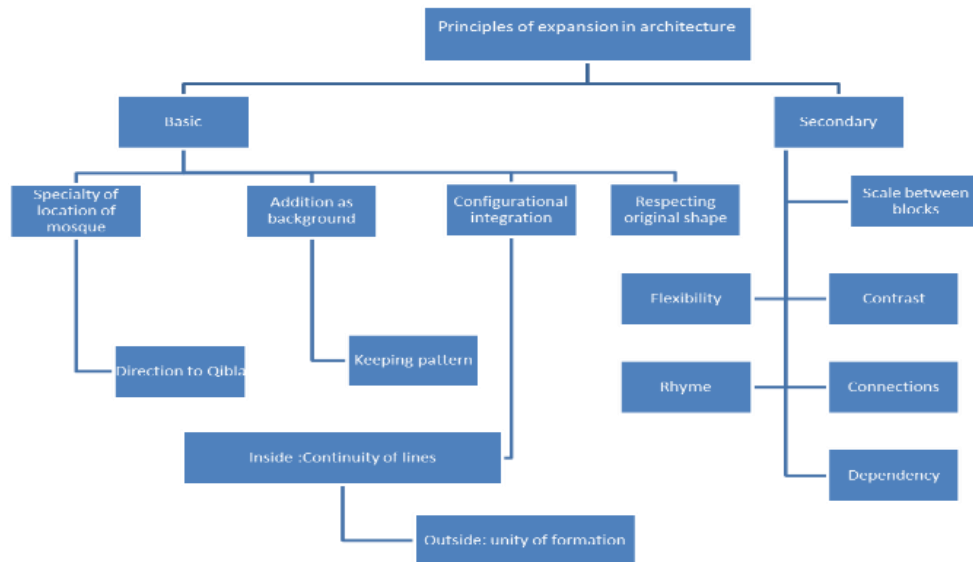 Principles of expansion in architecture
Basic
Secondary
Specialty of
location of
mosque
Addition as
background
Configurational
integration
Respecting
original shape
Scale between
blocks
Flexibility
Contrast
Direction to Qibla
Keeping pattern
Rhyme
Connections
Inside :Continuity of lines
Dependency
Outside: unity of formation